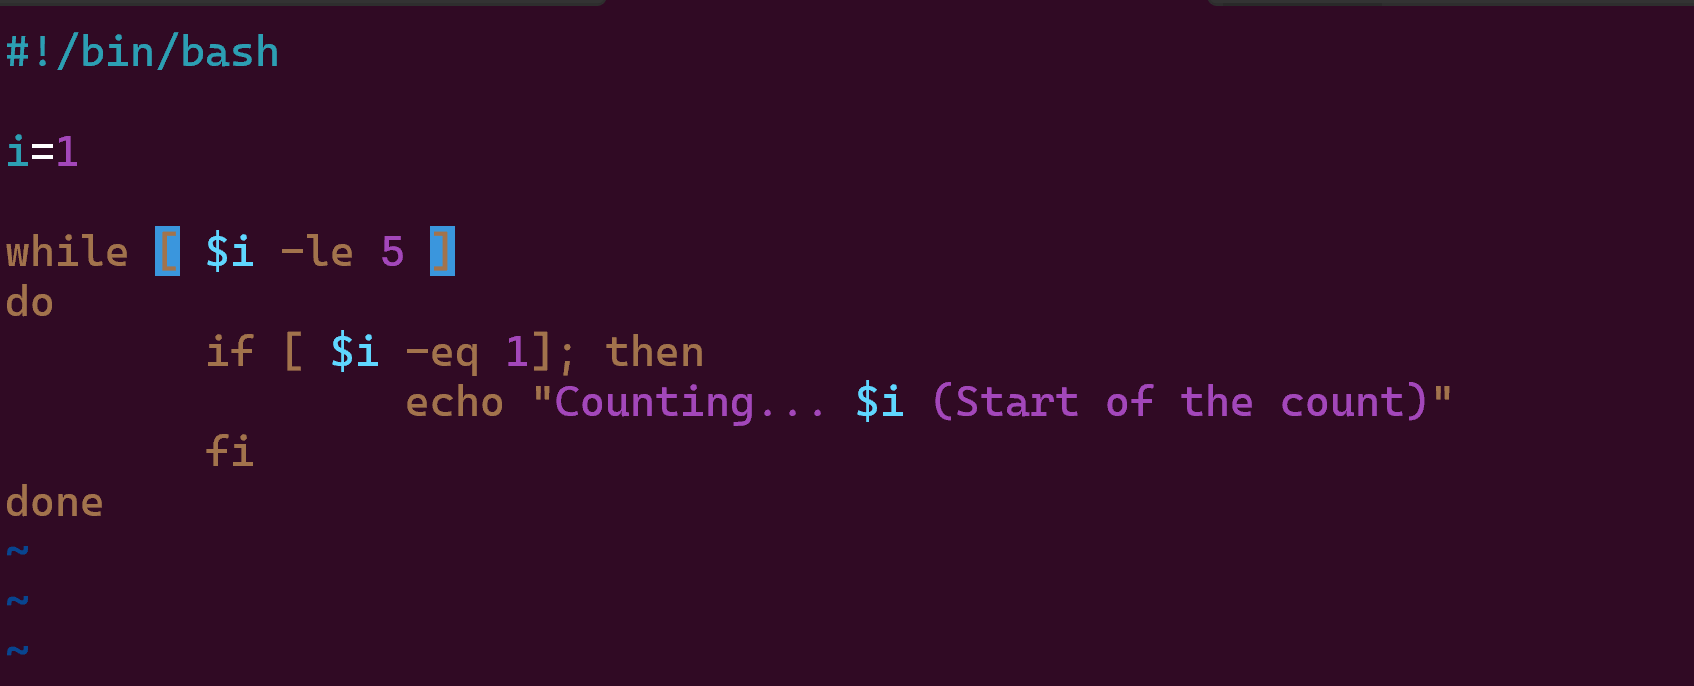 #!/bin/bash
i=1
while [ $i -le 5 ]
do
if [ $i -eq 1]; then
echo "Counting... $i (Start of the count)"
fi
done
~
~
~